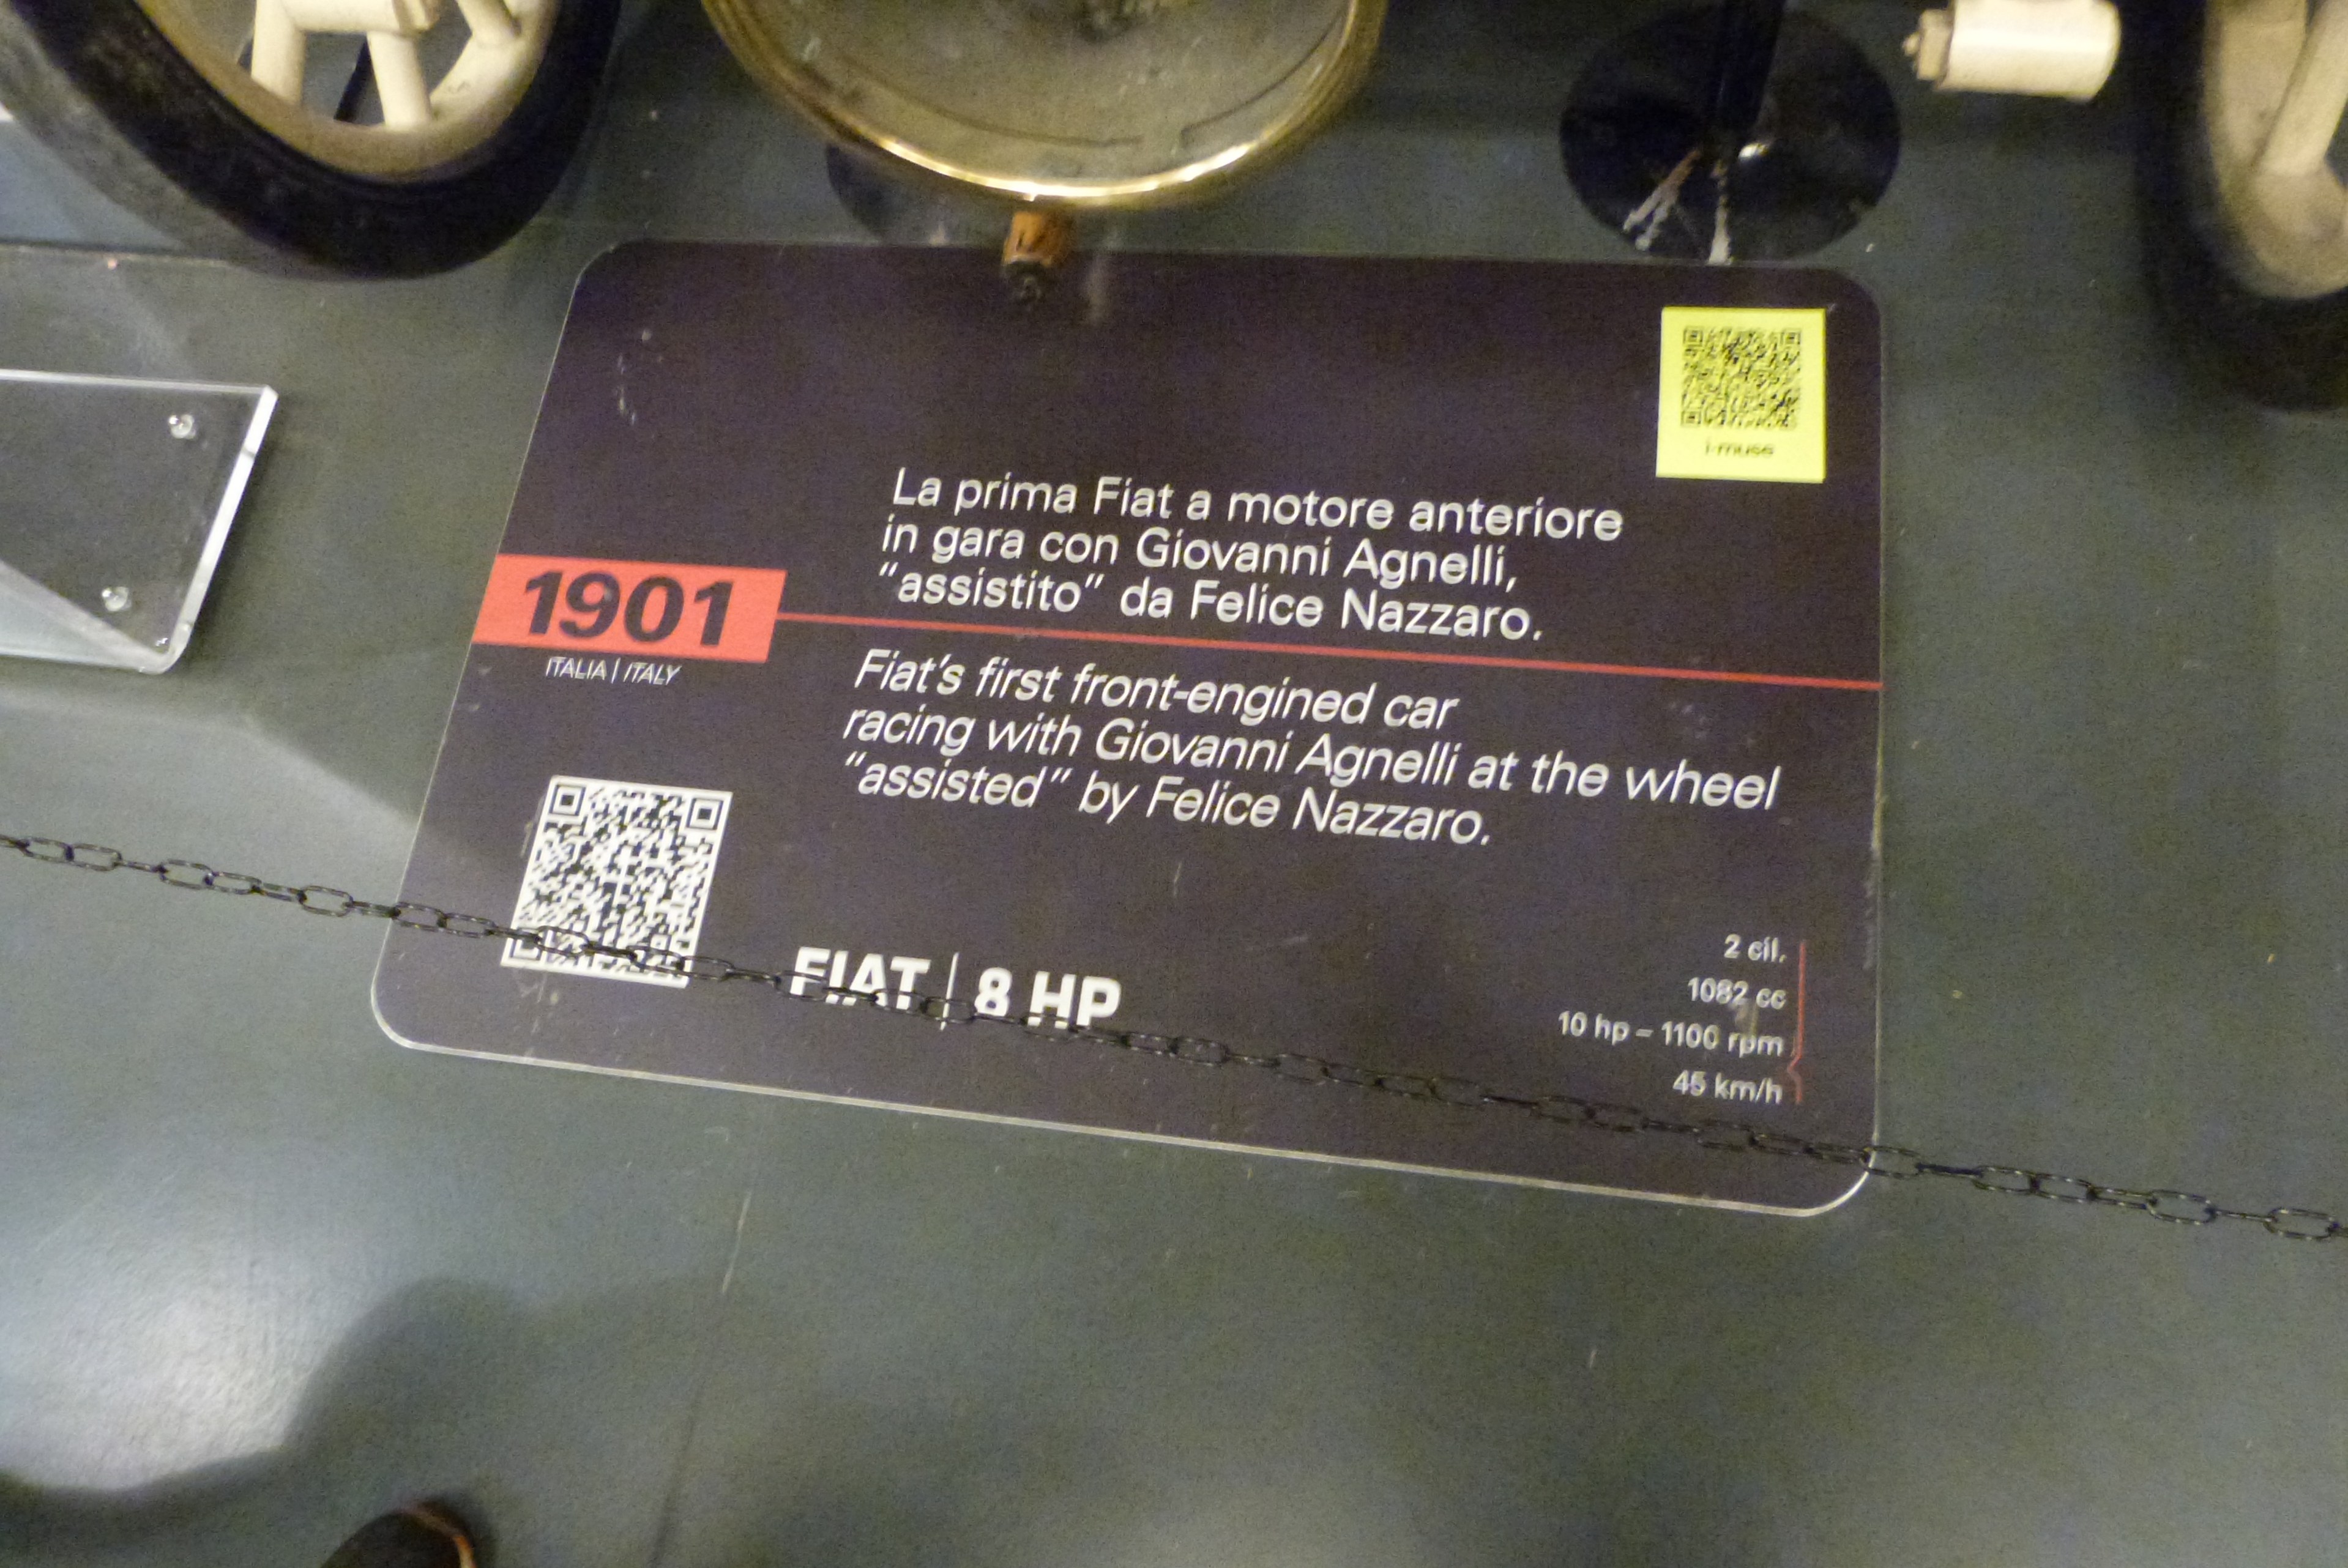 i-muse
La prima Fiat a motore anteriore
in gara con Giovanni Agnelli,
“assistito” da Felice Nazzaro.
1901
ITALIA | ITALY
Fiat’s first front-engined car
racing with Giovanni Agnelli at the wheel
“assisted” by Felice Nazzaro.
FIAT | 8 HP
2 cil.
1082 cc
10 hp – 1100 rpm
45 km/h